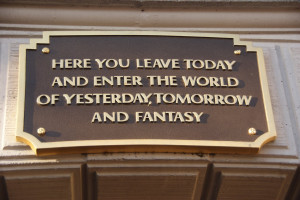 HERE YOU LEAVE TODAY
AND ENTER THE WORLD
OF YESTERDAY, TOMORROW
AND FANTASY